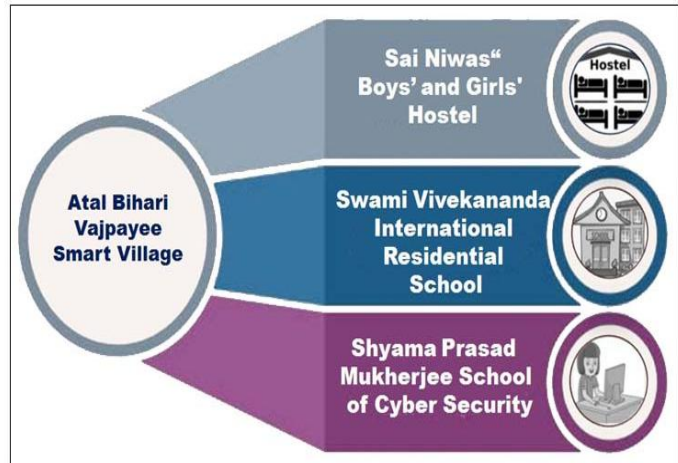 Atal Bihari
Vajpayee
Smart Village
Sai Niwas“
Boys’ and Girls'
Hostel
Hostel
Swami Vivekananda
International
Residential
School
SCHOOL
Shyama Prasad
Mukherjee School
of Cyber Security